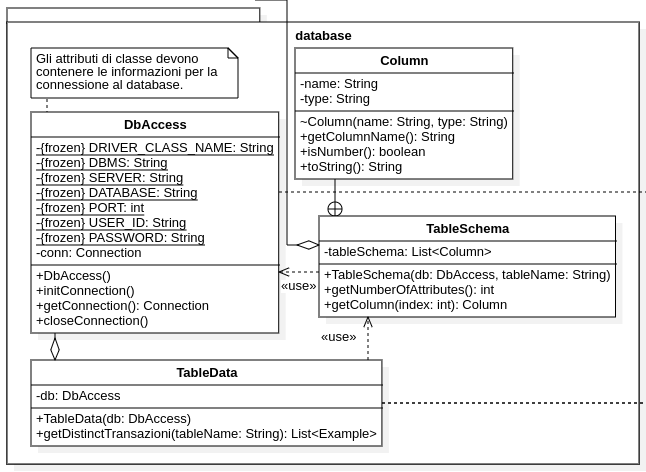 database
Gli attributi di classe devono
contenere le informazioni per la
connessione al database.
Column
-name: String
-type: String
~Column(name: String, type: String)
+getColumnName(): String
+isNumber(): boolean
+toString(): String
DbAccess
-{frozen} DRIVER_CLASS_NAME: String
-{frozen} DBMS: String
-{frozen} SERVER: String
-{frozen} DATABASE: String
-{frozen} PORT: int
-{frozen} USER_ID: String
-{frozen} PASSWORD: String
-conn: Connection
+DbAccess()
+initConnection()
+getConnection(): Connection
+closeConnection()
TableSchema
-tableSchema: List<Column>
+TableSchema(db: DbAccess, tableName: String)
+getNumberOfAttributes(): int
+getColumn(index: int): Column
«use»
«use»
TableData
-db: DbAccess
+TableData(db: DbAccess)
+getDistinctTransazioni(tableName: String): List<Example>